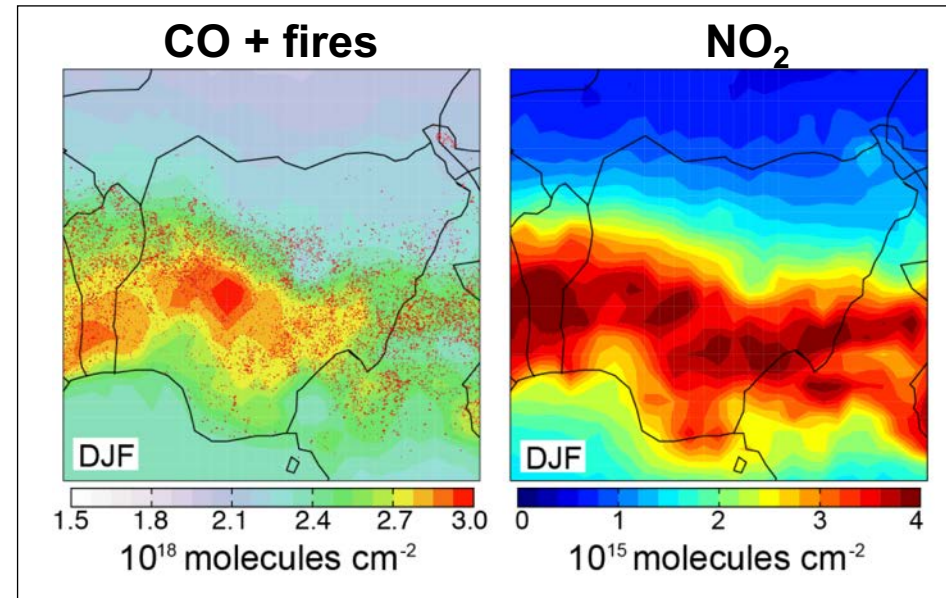 CO + fires
NO₂
DJF
DJF
1.5 1.8 2.1 2.4 2.7 3.0
0 1 2 3 4
10¹⁸ molecules cm⁻²
10¹⁵ molecules cm⁻²